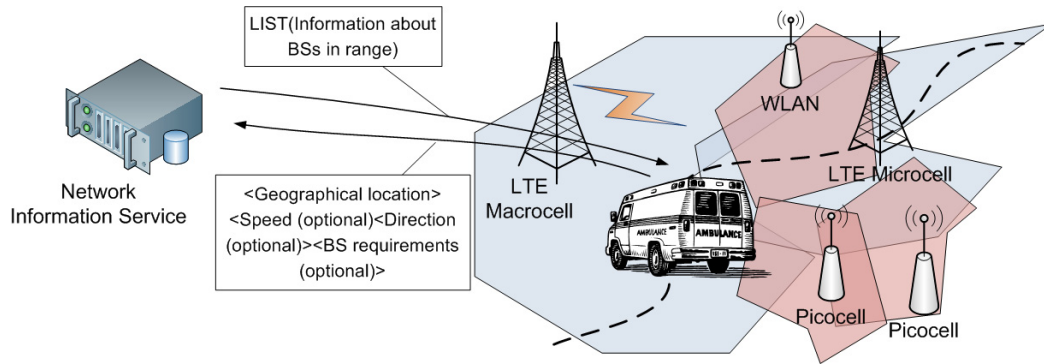 LIST(Information about
BSs in range)
Network
Information Service
<Geographical location>
<Speed (optional)<Direction
(optional)><BS requirements
(optional)>
LTE
Macrocell
WLAN
LTE Microcell
AMBULANCE
AMBULANCE
Picocell
Picocell